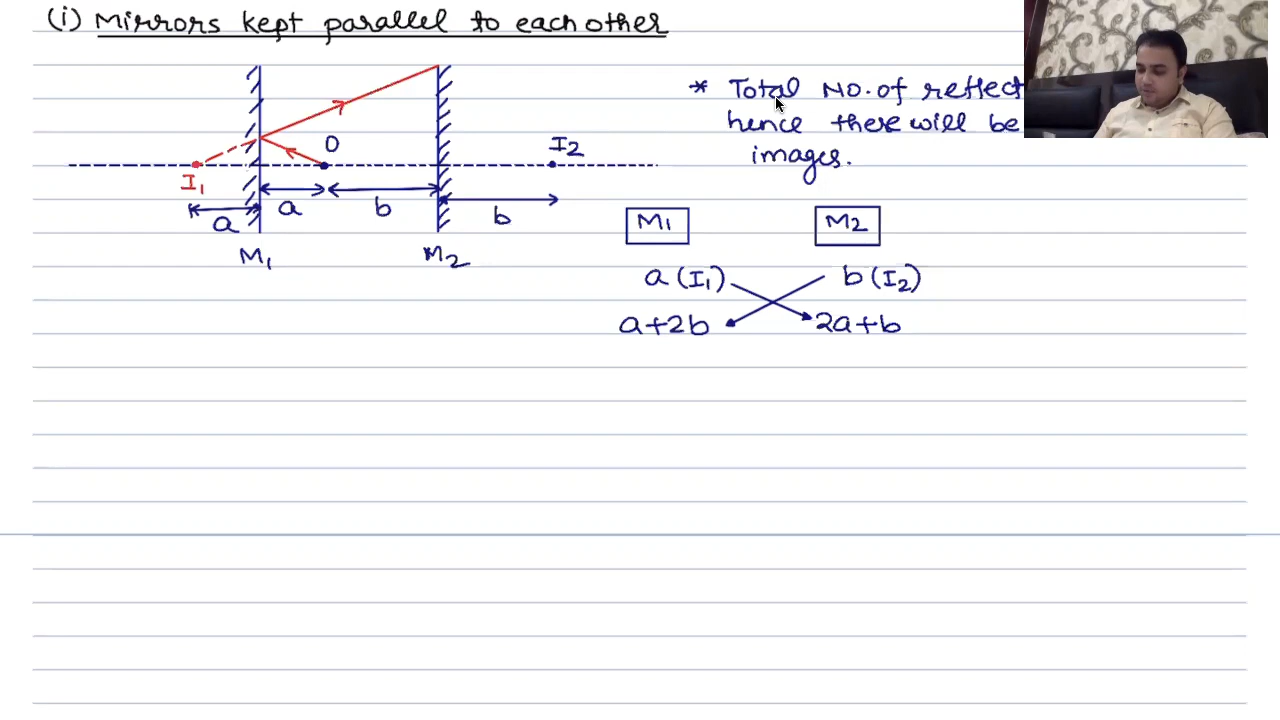 (i) Mirrors kept parallel to each other
* Total No. of
hence there will be
images.
O
I2
I1
a
b
a
b
M1
M2
M1
M2
a (I1)
b (I2)
a+2b
2a+b